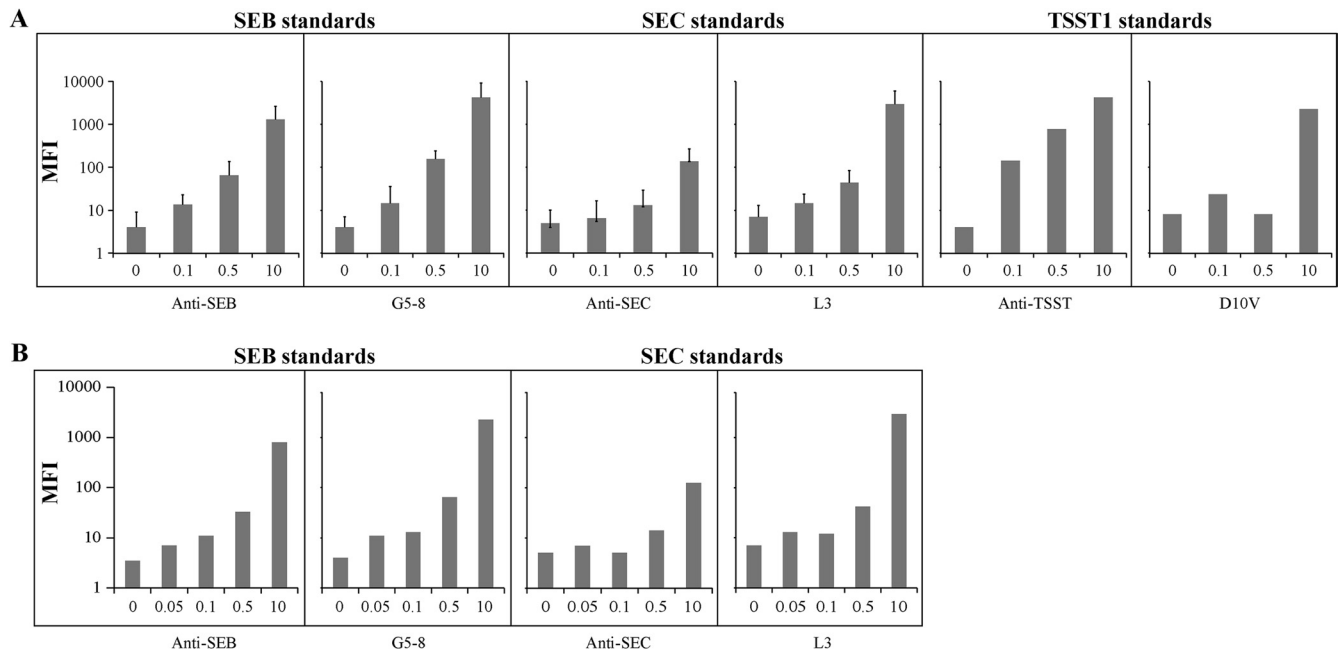 A
SEB standards
SEC standards
TSST1 standards
MFI
10000
1000
100
10
1
0 0.1 0.5 10
0 0.1 0.5 10
0 0.1 0.5 10
0 0.1 0.5 10
0 0.1 0.5 10
0 0.1 0.5 10
Anti-SEB
G5-8
Anti-SEC
L3
Anti-TSST
D10V
B
SEB standards
SEC standards
MFI
10000
1000
100
10
1
0 0.05 0.1 0.5 10
0 0.05 0.1 0.5 10
0 0.05 0.1 0.5 10
0 0.05 0.1 0.5 10
Anti-SEB
G5-8
Anti-SEC
L3